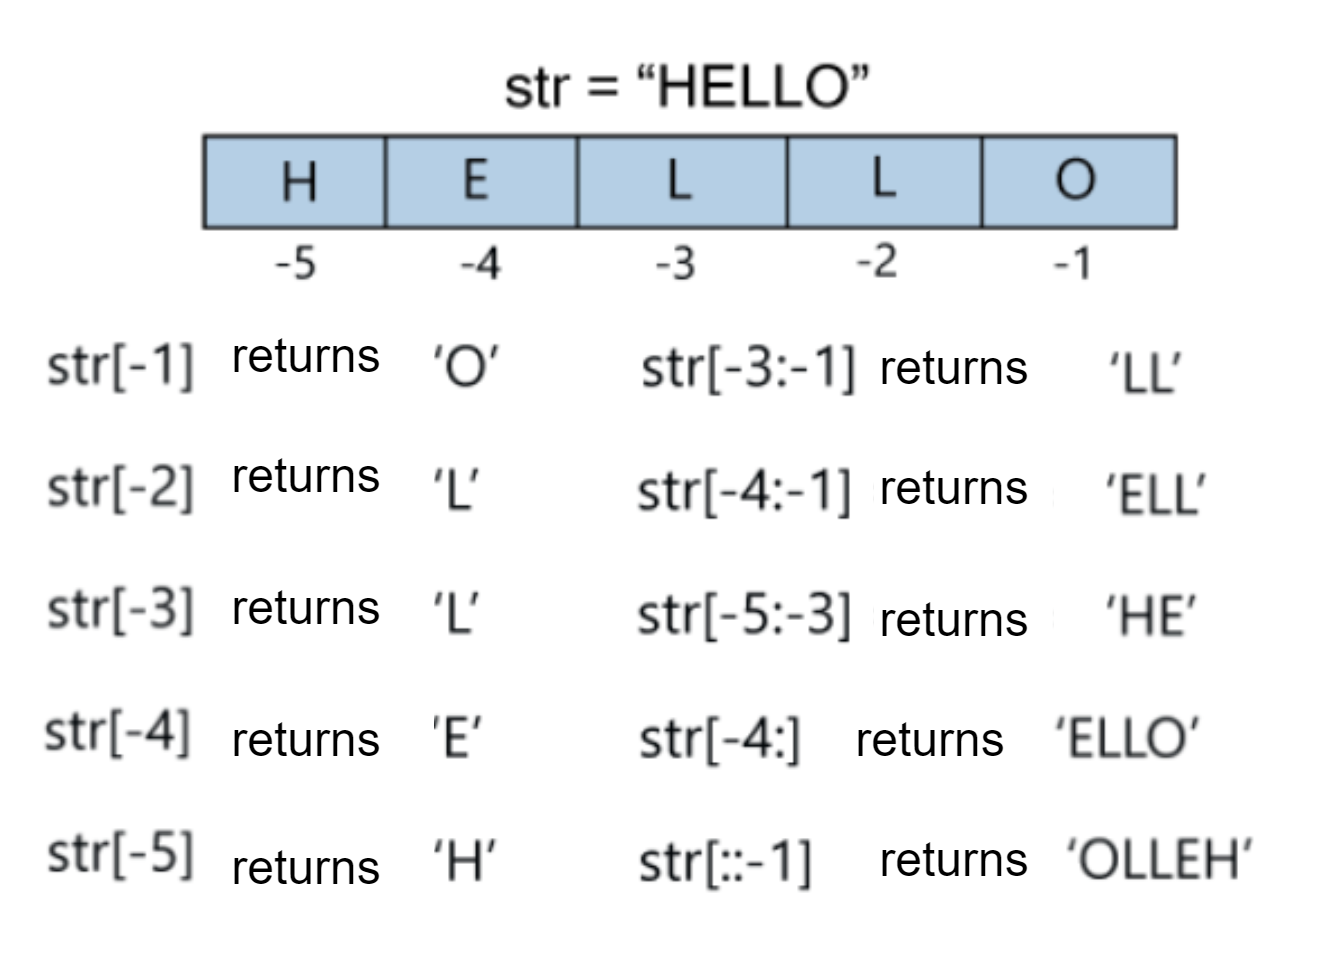 str = “HELLO”
H E L L O
-5 -4 -3 -2 -1
str[-1] returns ‘O’ str[-3:-1] returns ‘LL’
str[-2] returns ‘L’ str[-4:-1] returns ‘ELL’
str[-3] returns ‘L’ str[-5:-3] returns ‘HE’
str[-4] returns ‘E’ str[-4:] returns ‘ELLO’
str[-5] returns ‘H’ str[::-1] returns ‘OLLEH’